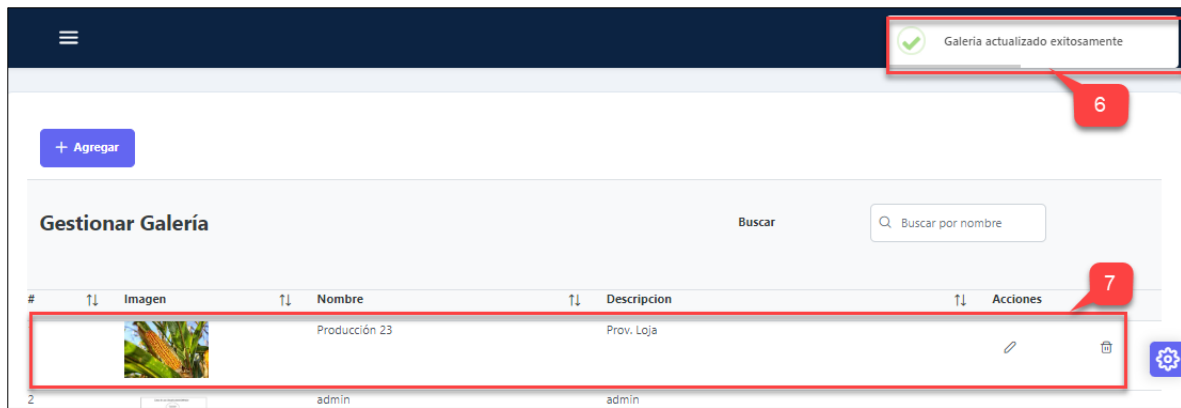 Galeria actualizado exitosamente
6
+ Agregar
Gestionar Galería
Buscar
Buscar por nombre
7
# Imagen Nombre Descripcion Acciones
Producción 23 Prov. Loja
2 admin admin